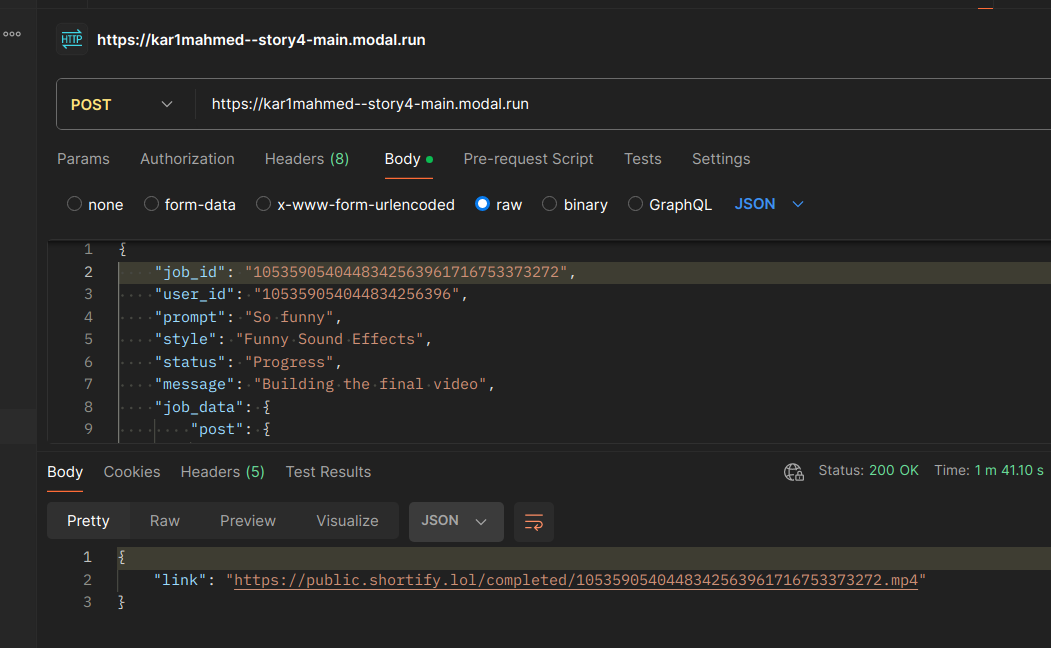 HTTP https://kar1mahmed--story4-main.modal.run
POST https://kar1mahmed--story4-main.modal.run
Params Authorization Headers (8) Body Pre-request Script Tests Settings
none form-data x-www-form-urlencoded raw binary GraphQL JSON
1 {
2 "job_id": "1053590540448342563961716753373272",
3 "user_id": "105359054044834256396",
4 "prompt": "So funny",
5 "style": "Funny Sound Effects",
6 "status": "Progress",
7 "message": "Building the final video",
8 "job_data": {
9 "post": {
Body Cookies Headers (5) Test Results Status: 200 OK Time: 1 m 41.10 s
Pretty Raw Preview Visualize JSON
1 {
2 "link": "https://public.shortify.lol/completed/1053590540448342563961716753373272.mp4"
3 }